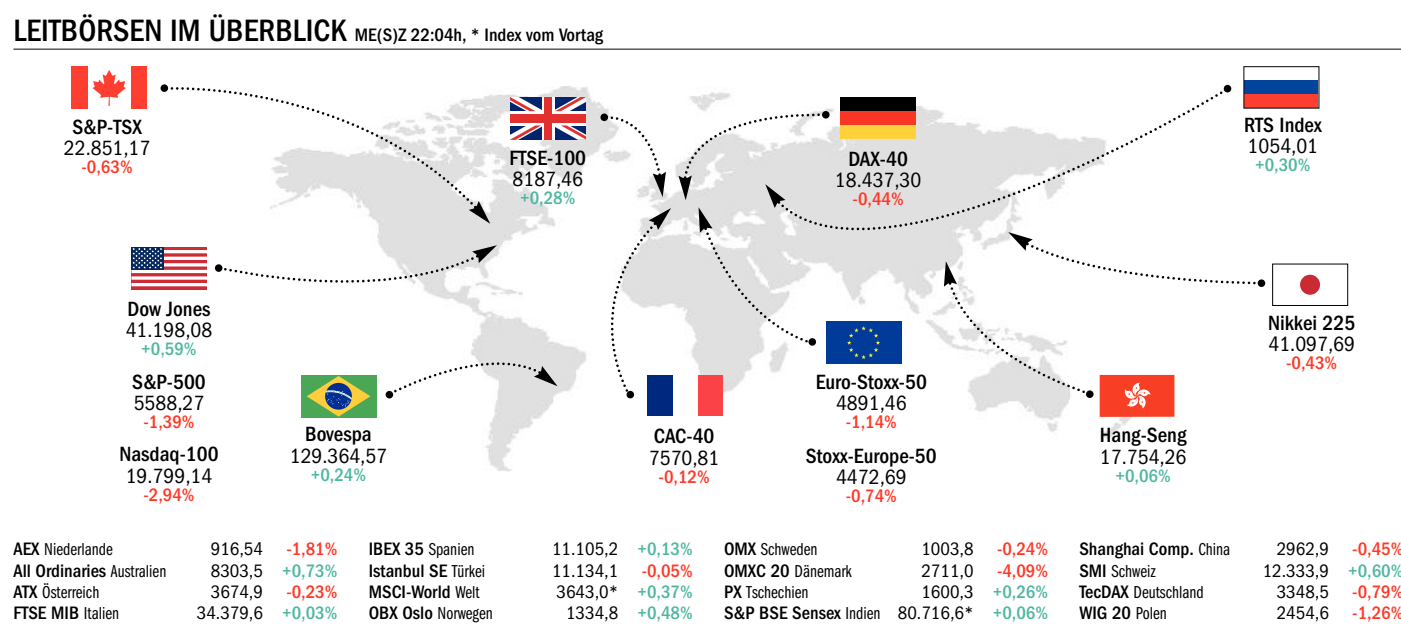 LEITBÖRSEN IM ÜBERBLICK ME(S)Z 22:04h, * Index vom Vortag
S&P-TSX
22.851,17
-0,63%
FTSE-100
8187,46
+0,28%
DAX-40
18.437,30
-0,44%
RTS Index
1054,01
+0,30%
Dow Jones
41.198,08
+0,59%
S&P-500
5588,27
-1,39%
Nasdaq-100
19.799,14
-2,94%
Bovespa
129.364,57
+0,24%
CAC-40
7570,81
-0,12%
Euro-Stoxx-50
4891,46
-1,14%
Stoxx-Europe-50
4472,69
-0,74%
Hang-Seng
17.754,26
+0,06%
Nikkei 225
41.097,69
-0,43%
AEX Niederlande 916,54 -1,81%
All Ordinaries Australien 8303,5 +0,73%
ATX Österreich 3674,9 -0,23%
FTSE MIB Italien 34.379,6 +0,03%
IBEX 35 Spanien 11.105,2 +0,13%
Istanbul SE Türkei 11.134,1 -0,05%
MSCI-World Welt 3643,0* +0,37%
OBX Oslo Norwegen 1334,8 +0,48%
OMX Schweden 1003,8 -0,24%
OMXC 20 Dänemark 2711,0 -4,09%
PX Tschechien 1600,3 +0,26%
S&P BSE Sensex Indien 80.716,6* +0,06%
Shanghai Comp. China 2962,9 -0,45%
SMI Schweiz 12.333,9 +0,60%
TecDAX Deutschland 3348,5 -0,79%
WIG 20 Polen 2454,6 -1,26%